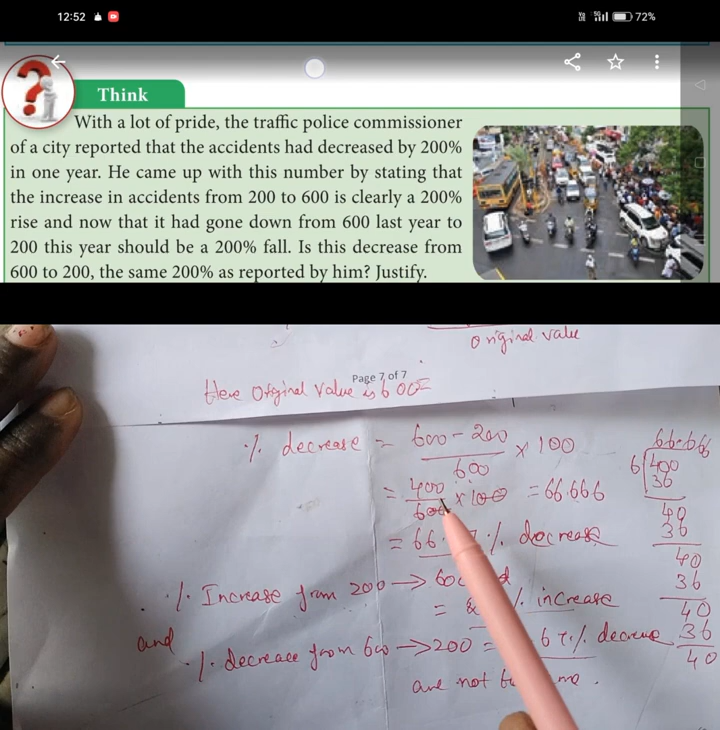 12:52
72%
Think
With a lot of pride, the traffic police commissioner
of a city reported that the accidents had decreased by 200%
in one year. He came up with this number by stating that
the increase in accidents from 200 to 600 is clearly a 200%
rise and now that it had gone down from 600 last year to
200 this year should be a 200% fall. Is this decrease from
600 to 200, the same 200% as reported by him? Justify.
original value
Page 7 of 7
Here Original Value is 600
% decrease = 600 - 200 / 600 × 100
= 400 / 600 × 100 = 66.666
= 66. % decrease
66.666
6 400
36
40
36
40
36
40
36
40
% Increase from 200 → 60
= % increase
and
% decrease from 600 → 200 = 67% decrease
are not